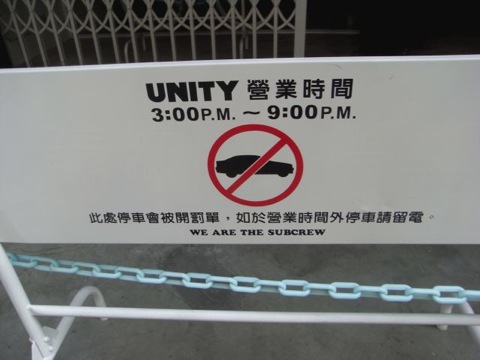 UNITY 營業時間
3:00P.M. ~ 9:00P.M.
此處停車會被開罰單，如於營業時間外停車請留電。
WE ARE THE SUBCREW